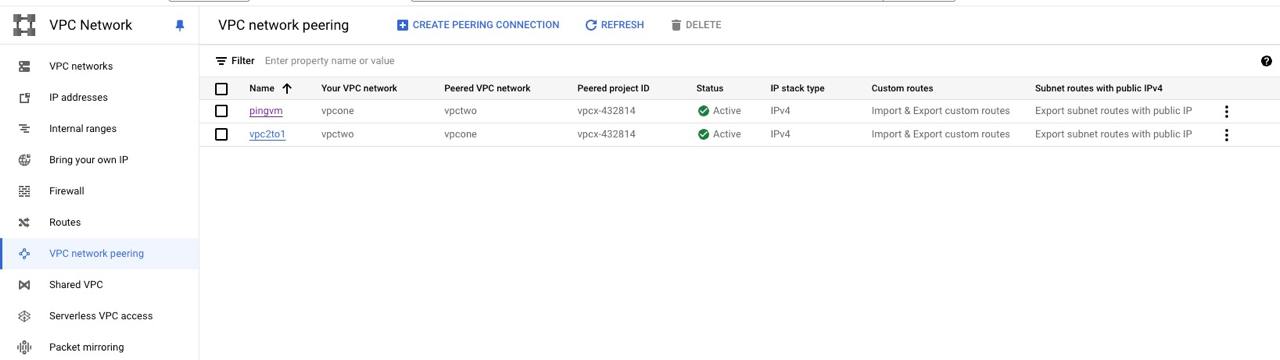 VPC Network
VPC networks
IP addresses
Internal ranges
Bring your own IP
Firewall
Routes
VPC network peering
Shared VPC
Serverless VPC access
Packet mirroring
VPC network peering CREATE PEERING CONNECTION REFRESH DELETE
Filter Enter property name or value ?
Name Your VPC network Peered VPC network Peered project ID Status IP stack type Custom routes Subnet routes with public IPv4
pingvm vpcone vpctwo vpcx-432814 Active IPv4 Import & Export custom routes Export subnet routes with public IP
vpc2to1 vpctwo vpcone vpcx-432814 Active IPv4 Import & Export custom routes Export subnet routes with public IP